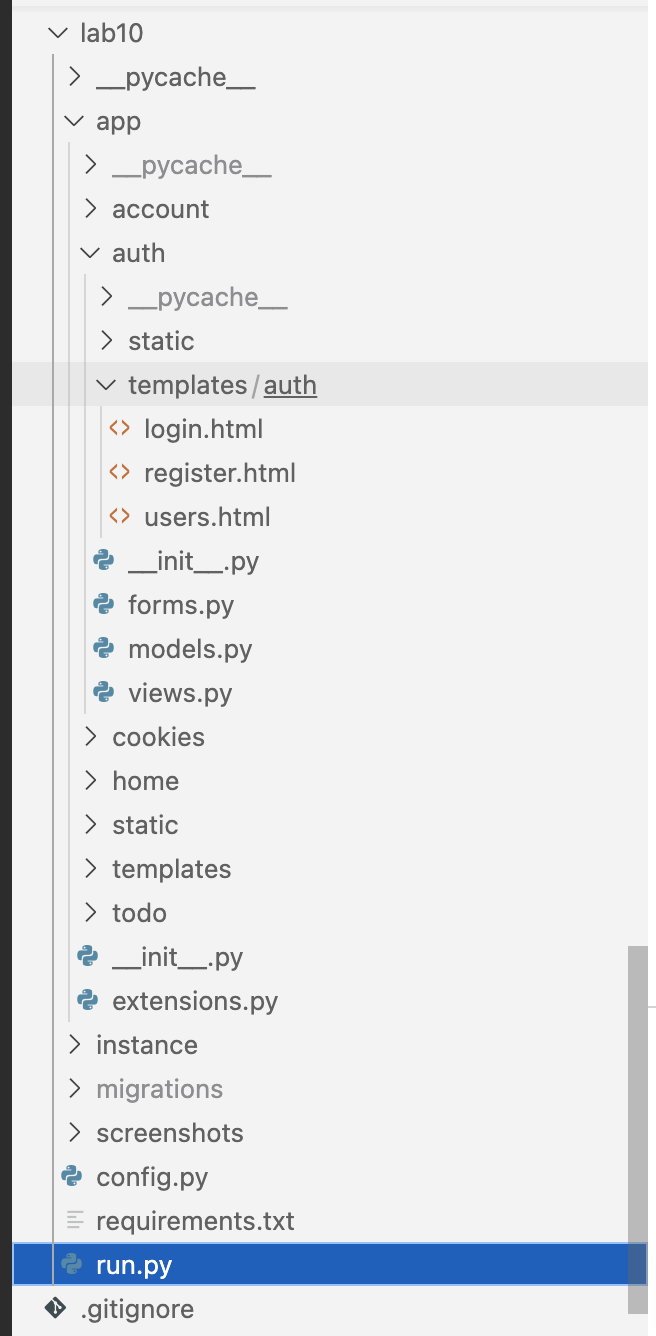 lab10
__pycache__
app
__pycache__
account
auth
__pycache__
static
templates/auth
login.html
register.html
users.html
__init__.py
forms.py
models.py
views.py
cookies
home
static
templates
todo
__init__.py
extensions.py
instance
migrations
screenshots
config.py
requirements.txt
run.py
.gitignore